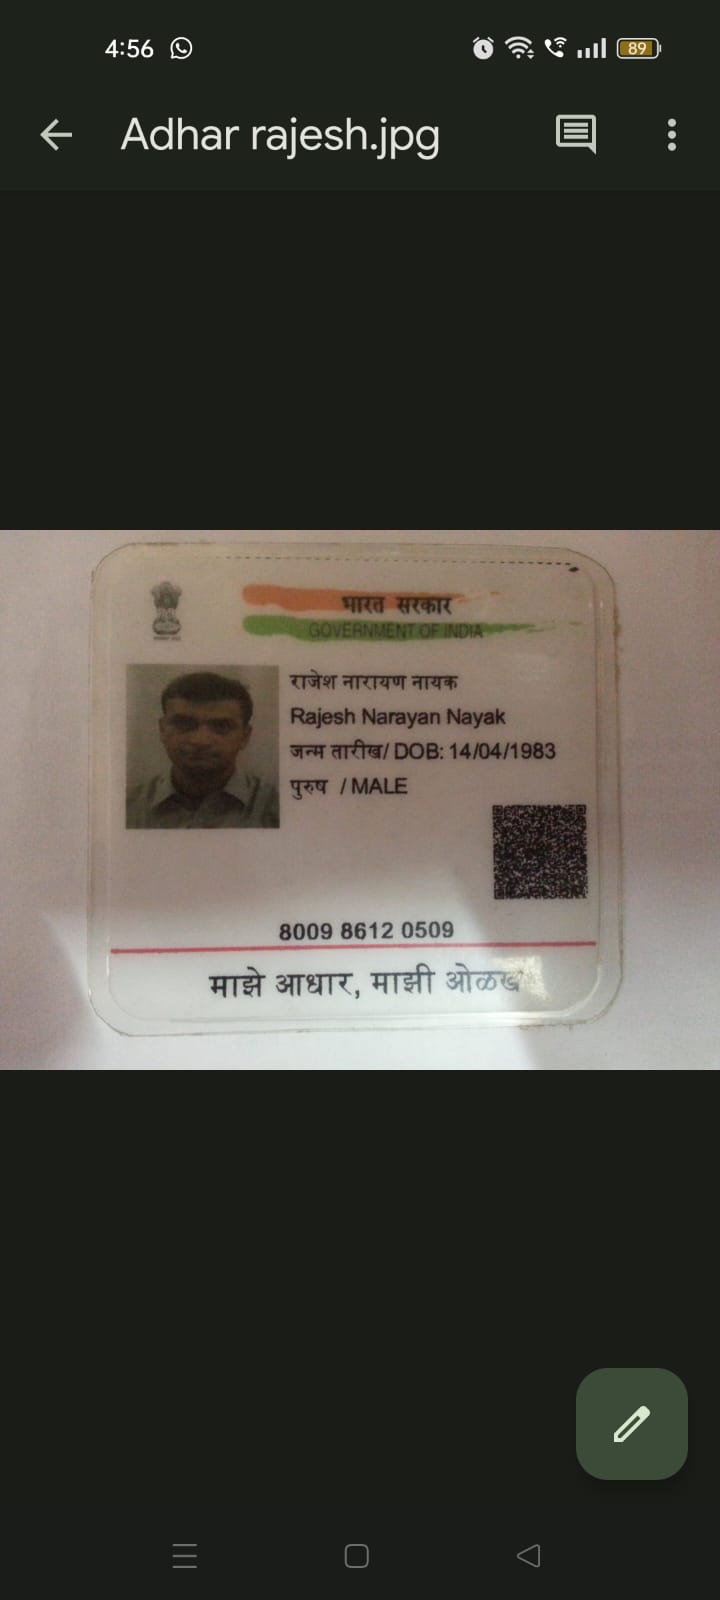 4:56
89
Adhar rajesh.jpg
भारत सरकार
GOVERNMENT OF INDIA
राजेश नारायण नायक
Rajesh Narayan Nayak
जन्म तारीख/ DOB: 14/04/1983
पुरुष / MALE
8009 8612 0509
माझे आधार, माझी ओळख